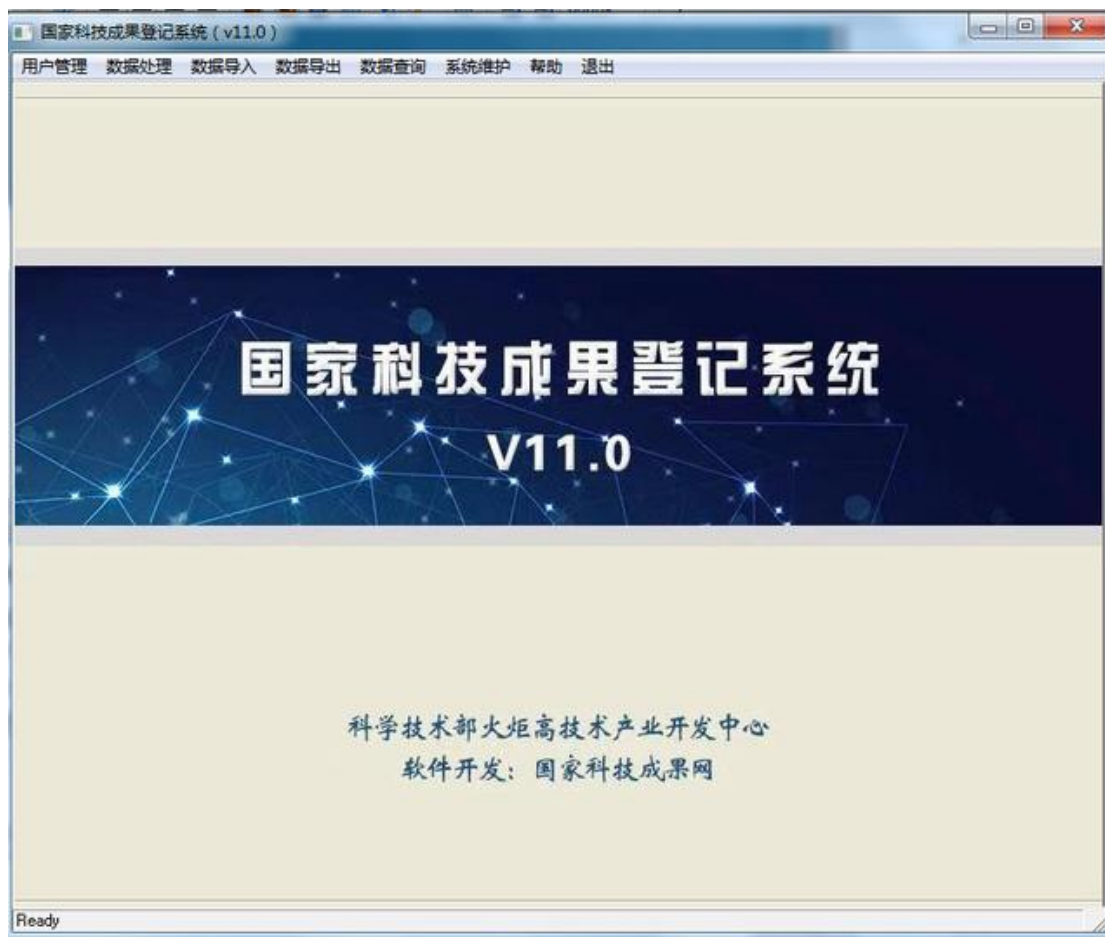 国家科技成果登记系统（v11.0）
用户管理 数据处理 数据导入 数据导出 数据查询 系统维护 帮助 退出
国家科技成果登记系统
V11.0
科学技术部火炬高技术产业开发中心
软件开发：国家科技成果网
Ready